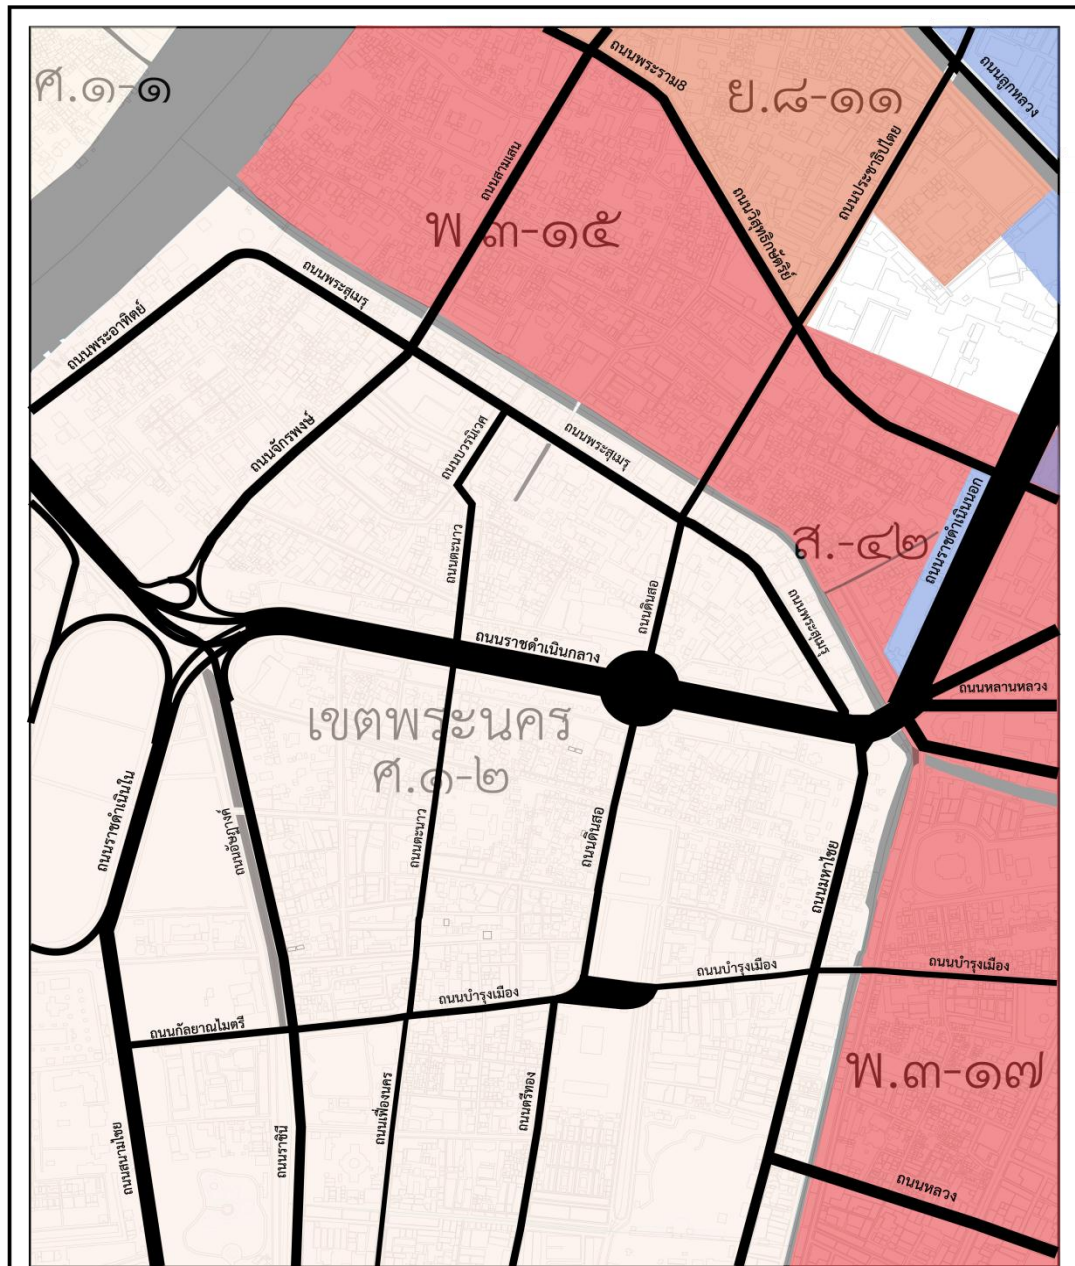 ศ.๑-๑
ถนนพระราม8
ย.๘-๑๑
ถนนลูกหลวง
ถนนสามเสน
ถนนประชาธิปไตย
พ.๓-๑๕
ถนนวิสุทธิกษัตริย์
ถนนพระสุเมรุ
ถนนพระอาทิตย์
ถนนจักรพงษ์
ถนนบวรนิเวศ
ถนนพระสุเมรุ
ถนนตะนาว
ส.-๔๒
ถนนราชดำเนินนอก
ถนนดินสอ
ถนนพระสุเมรุ
ถนนราชดำเนินกลาง
ถนนหลานหลวง
เขตพระนคร
ศ.๑-๒
ถนนราชดำเนินใน
ถนนอัษฎางค์
ถนนตะนาว
ถนนดินสอ
ถนนมหาไชย
ถนนบำรุงเมือง
ถนนบำรุงเมือง
ถนนบำรุงเมือง
ถนนกัลยาณไมตรี
พ.๓-๑๗
ถนนสนามไชย
ถนนราชินี
ถนนเฟื่องนคร
ถนนตรีทอง
ถนนหลวง